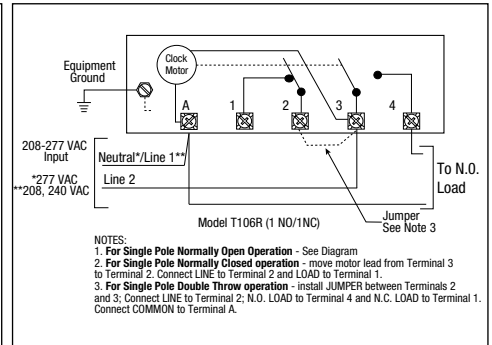 Equipment
Ground
Clock
Motor
A 1 2 3 4
208-277 VAC
Input
*277 VAC
**208, 240 VAC
Neutral*/Line 1**
Line 2
To N.O.
Load
Model T106R (1 NO/1NC)
Jumper
See Note 3
NOTES:
1. For Single Pole Normally Open Operation - See Diagram
2. For Single Pole Normally Closed operation - move motor lead from Terminal 3
to Terminal 2. Connect LINE to Terminal 2 and LOAD to Terminal 1.
3. For Single Pole Double Throw operation - install JUMPER between Terminals 2
and 3; Connect LINE to Terminal 2; N.O. LOAD to Terminal 4 and N.C. LOAD to Terminal 1.
Connect COMMON to Terminal A.